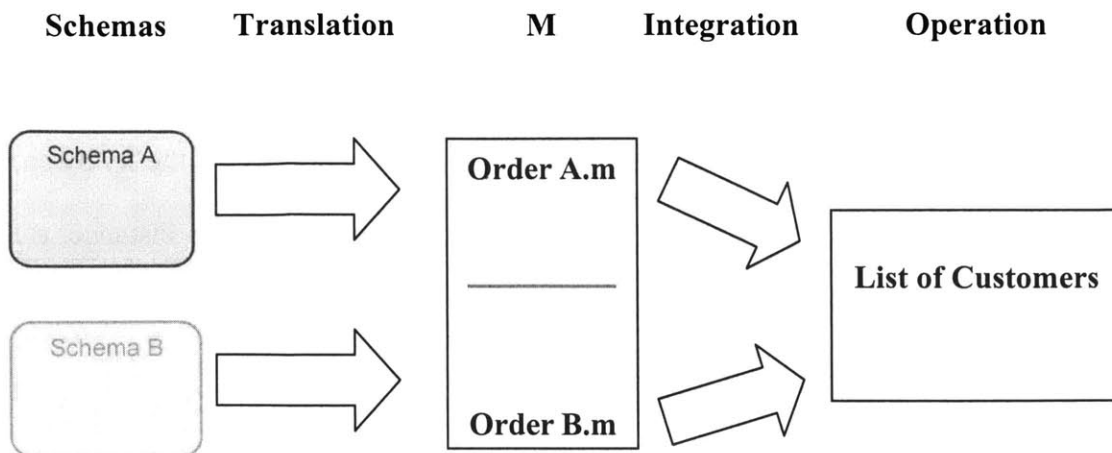 Schemas Translation M Integration Operation
Schema A
Order A.m
List of Customers
Schema B
Order B.m